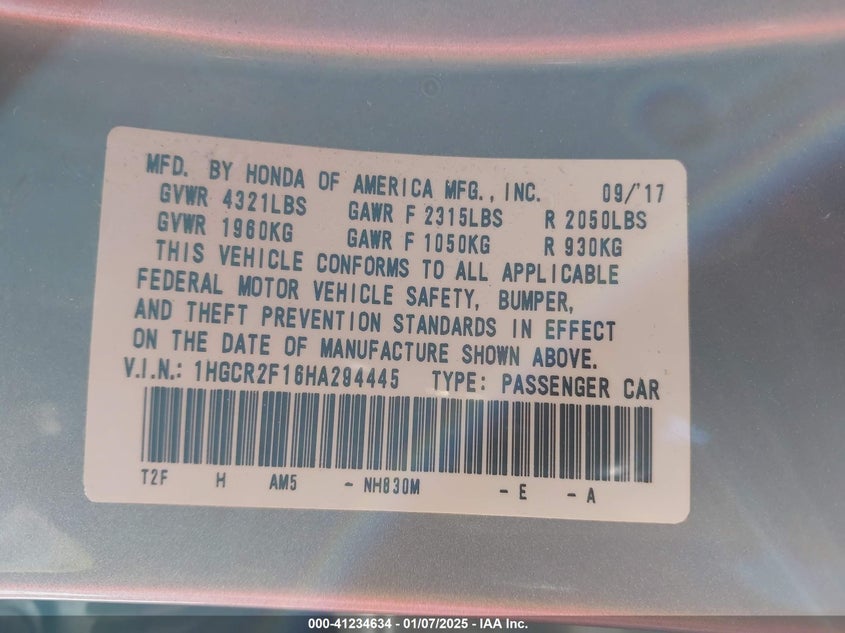 MFD. BY HONDA OF AMERICA MFG., INC. 09/'17
GVWR 4321LBS GAWR F 2315LBS R 2050LBS
GVWR 1960KG GAWR F 1050KG R 930KG
THIS VEHICLE CONFORMS TO ALL APPLICABLE
FEDERAL MOTOR VEHICLE SAFETY, BUMPER,
AND THEFT PREVENTION STANDARDS IN EFFECT
ON THE DATE OF MANUFACTURE SHOWN ABOVE.
V.I.N.: 1HGCR2F16HA294445 TYPE: PASSENGER CAR
T2F H AM5 - NH830M - E - A
000-41234634 - 01/07/2025 - IAA Inc.